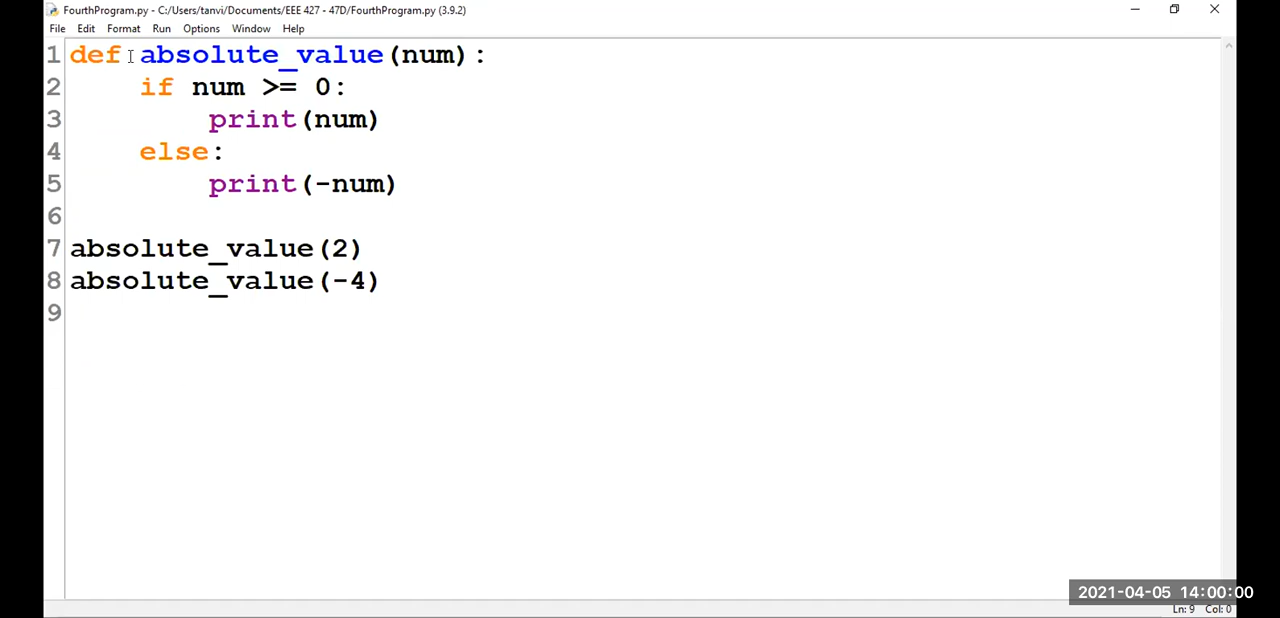 FourthProgram.py - C:/Users/tanvi/Documents/EEE 427 - 47D/FourthProgram.py (3.9.2)
File Edit Format Run Options Window Help
1 def absolute_value(num):
2     if num >= 0:
3         print(num)
4     else:
5         print(-num)
6
7 absolute_value(2)
8 absolute_value(-4)
9
2021-04-05 14:00:00
Ln: 9 Col: 0